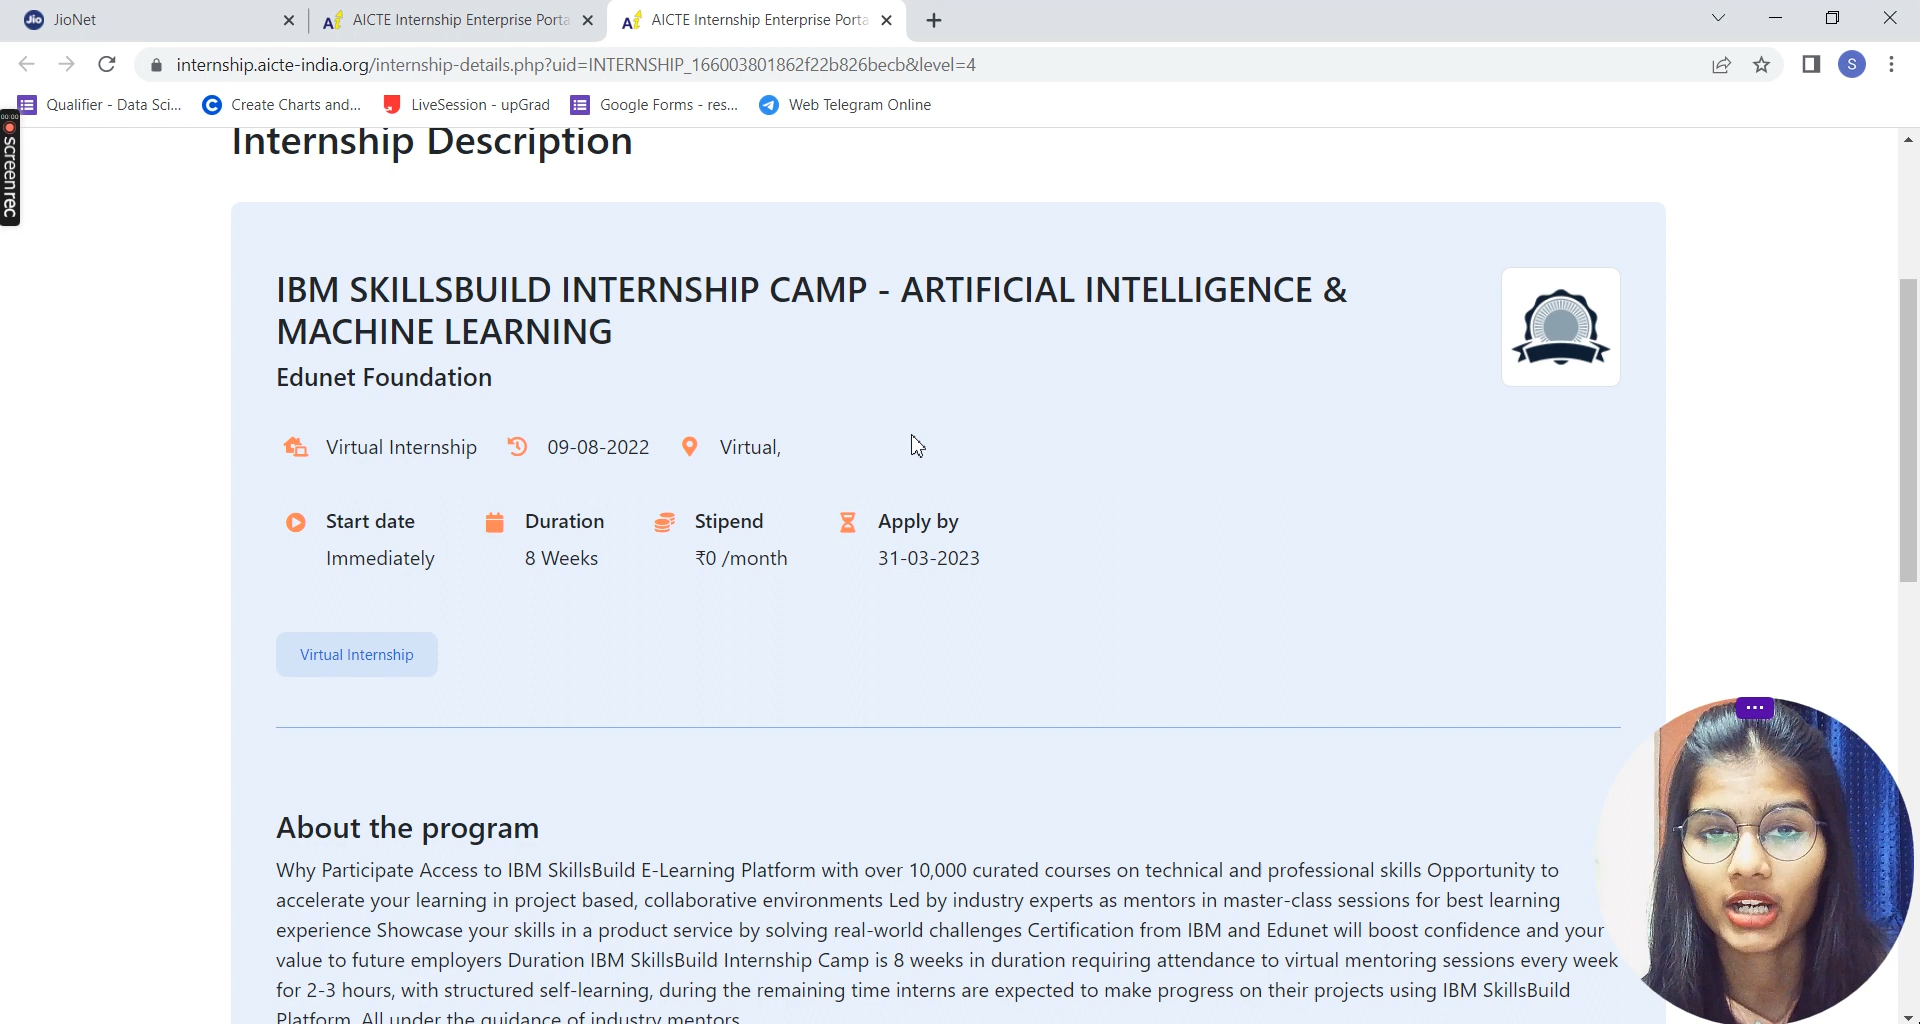 JioNet
AICTE Internship Enterprise Porta
AICTE Internship Enterprise Porta
internship.aicte-india.org/internship-details.php?uid=INTERNSHIP_166003801862f22b826becb&level=4
S
Qualifier - Data Sci...
Create Charts and...
LiveSession - upGrad
Google Forms - res...
Web Telegram Online
00:00
screenrec
Internship Description
IBM SKILLSBUILD INTERNSHIP CAMP - ARTIFICIAL INTELLIGENCE &
MACHINE LEARNING
Edunet Foundation
Virtual Internship
09-08-2022
Virtual,
Start date
Duration
Stipend
Apply by
Immediately
8 Weeks
₹0 /month
31-03-2023
Virtual Internship
About the program
Why Participate Access to IBM SkillsBuild E-Learning Platform with over 10,000 curated courses on technical and professional skills Opportunity to
accelerate your learning in project based, collaborative environments Led by industry experts as mentors in master-class sessions for best learning
experience Showcase your skills in a product service by solving real-world challenges Certification from IBM and Edunet will boost confidence and your
value to future employers Duration IBM SkillsBuild Internship Camp is 8 weeks in duration requiring attendance to virtual mentoring sessions every week
for 2-3 hours, with structured self-learning, during the remaining time interns are expected to make progress on their projects using IBM SkillsBuild
Platform. All under the guidance of industry mentors.